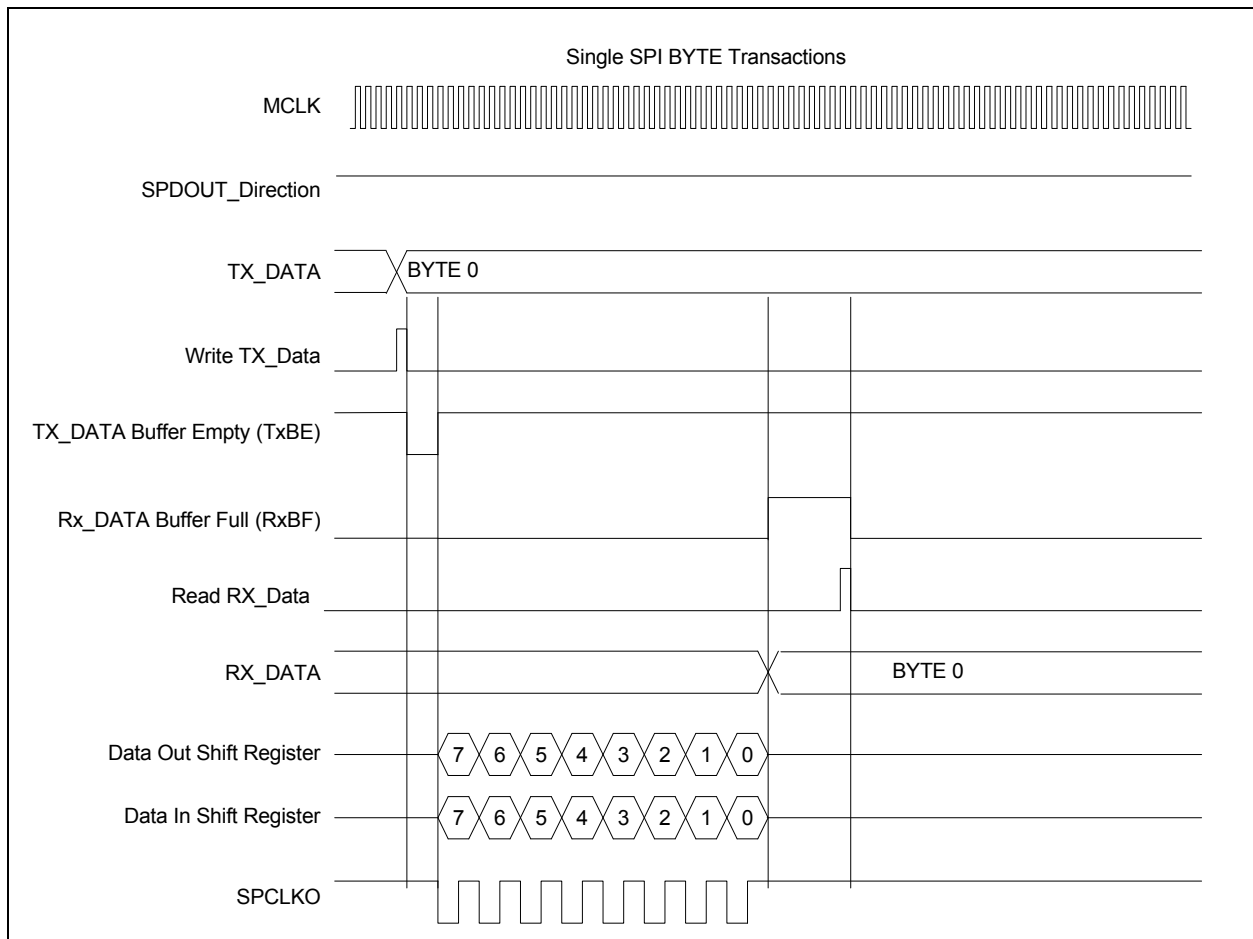 Single SPI BYTE Transactions
MCLK
SPDOUT_Direction
TX_DATA
BYTE 0
Write TX_Data
TX_DATA Buffer Empty (TxBE)
Rx_DATA Buffer Full (RxBF)
Read RX_Data
RX_DATA
BYTE 0
Data Out Shift Register
7 6 5 4 3 2 1 0
Data In Shift Register
7 6 5 4 3 2 1 0
SPCLKO